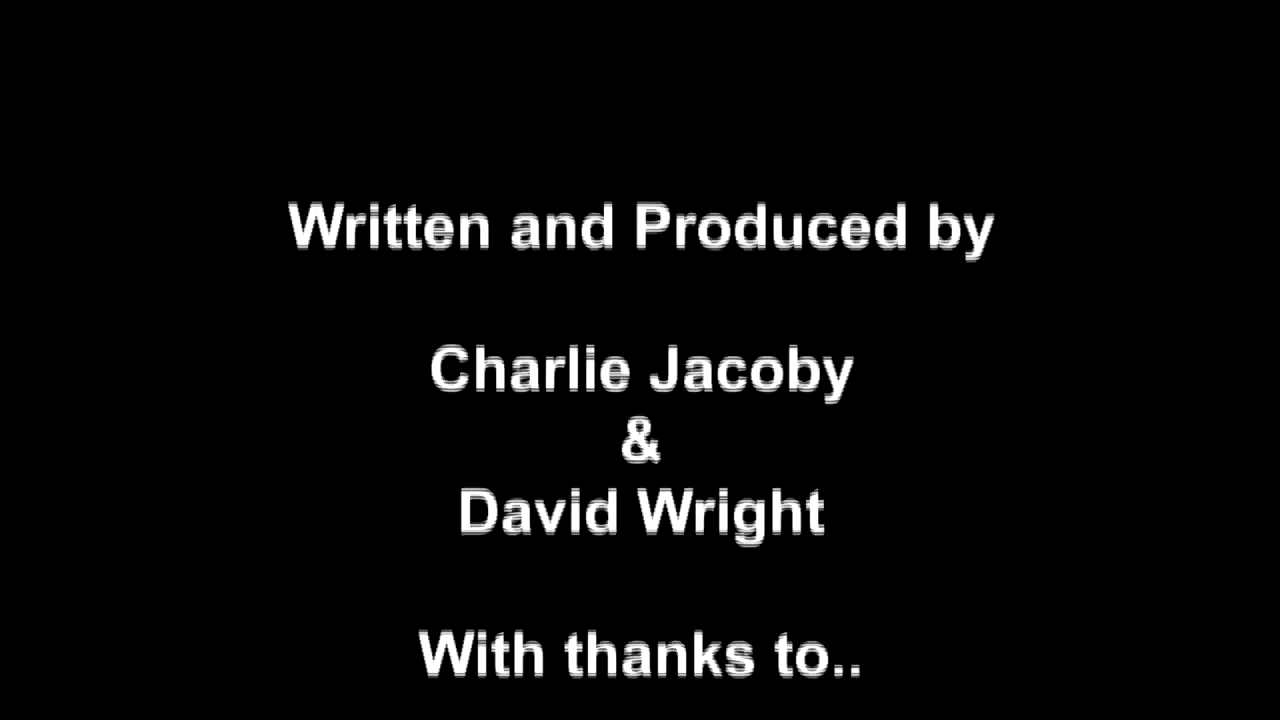 Written and Produced by
Charlie Jacoby
&
David Wright
With thanks to..